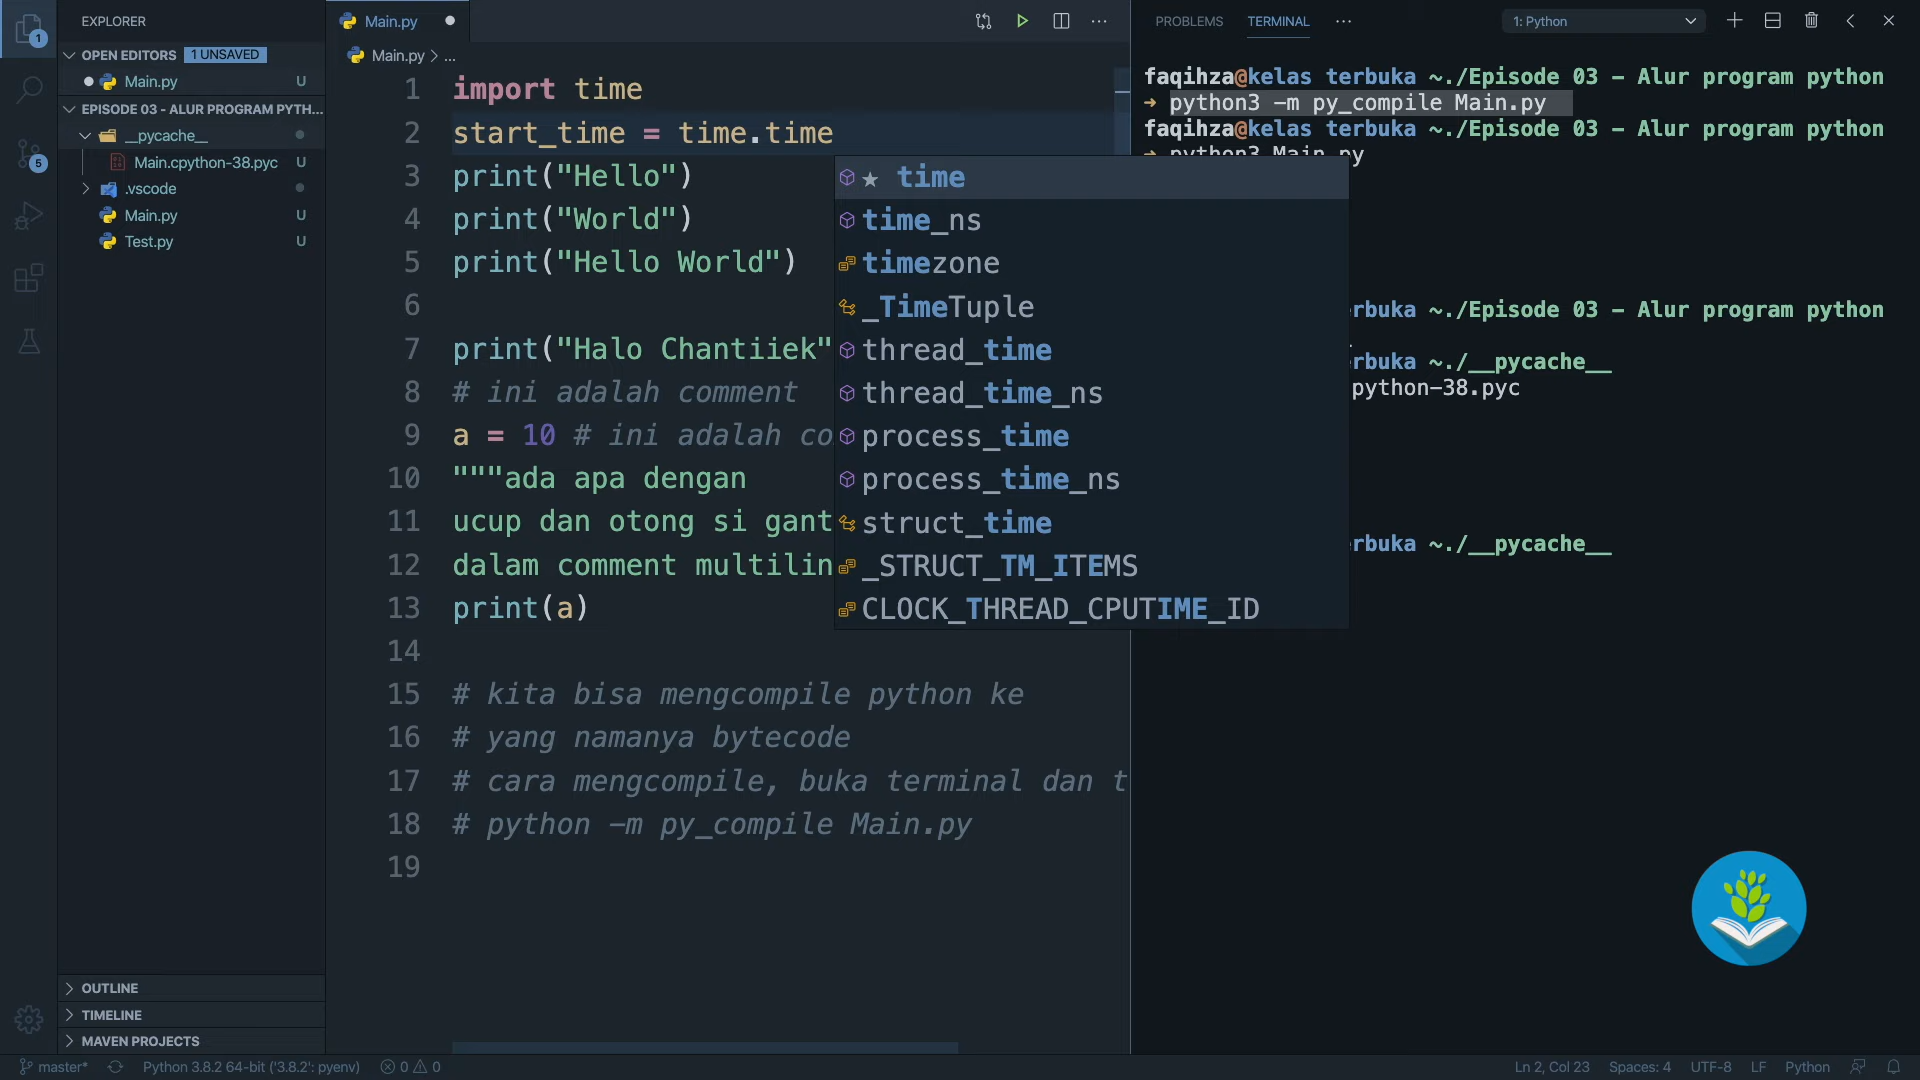 EXPLORER
OPEN EDITORS 1 UNSAVED
Main.py U
EPISODE 03 - ALUR PROGRAM PYTH...
__pycache__
Main.cpython-38.pyc U
.vscode
Main.py U
Test.py U
OUTLINE
TIMELINE
MAVEN PROJECTS
Main.py
Main.py > ...
1 import time
2 start_time = time.time
3 print("Hello")
4 print("World")
5 print("Hello World")
6
7 print("Halo Chantiiek"
8 # ini adalah comment
9 a = 10 # ini adalah co
10 """ada apa dengan
11 ucup dan otong si gant
12 dalam comment multilin
13 print(a)
14
15 # kita bisa mengcompile python ke
16 # yang namanya bytecode
17 # cara mengcompile, buka terminal dan t
18 # python -m py_compile Main.py
19
time
time_ns
timezone
_TimeTuple
thread_time
thread_time_ns
process_time
process_time_ns
struct_time
_STRUCT_TM_ITEMS
CLOCK_THREAD_CPUTIME_ID
PROBLEMS TERMINAL ... 1: Python
faqihza@kelas terbuka ~./Episode 03 - Alur program python
➜ python3 -m py_compile Main.py
faqihza@kelas terbuka ~./Episode 03 - Alur program python
➜ python3 Main.py
rbuka ~./Episode 03 - Alur program python
rbuka ~./__pycache__
python-38.pyc
rbuka ~./__pycache__
1
5
master* Python 3.8.2 64-bit ('3.8.2': pyenv) 0 0 Ln 2, Col 23 Spaces: 4 UTF-8 LF Python